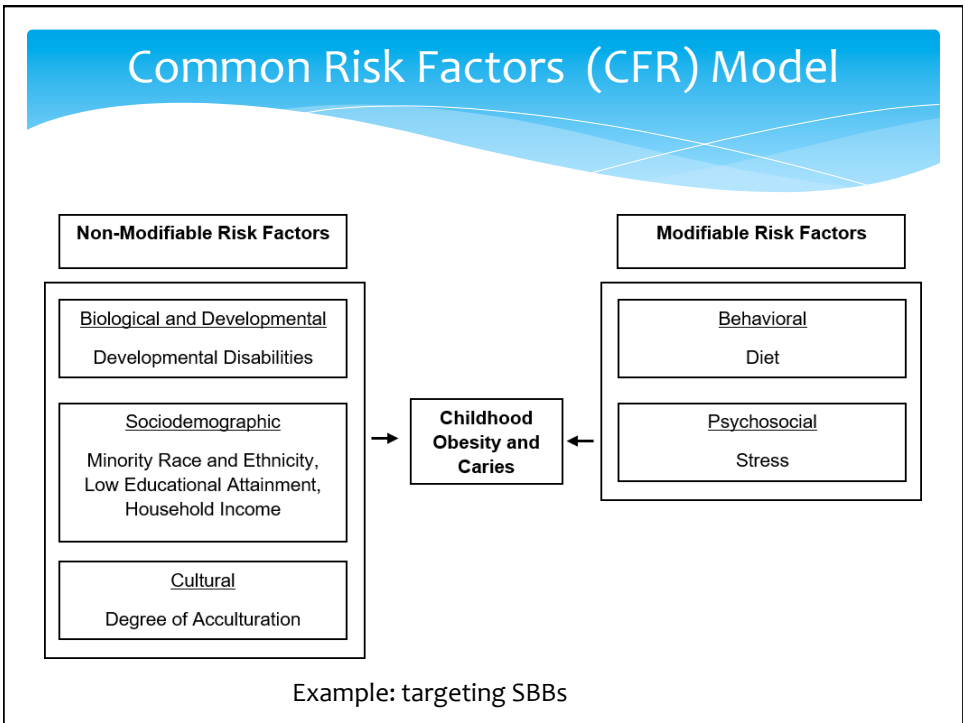 Common Risk Factors (CFR) Model
Non-Modifiable Risk Factors
Biological and Developmental
Developmental Disabilities
Sociodemographic
Minority Race and Ethnicity,
Low Educational Attainment,
Household Income
Cultural
Degree of Acculturation
Childhood
Obesity and
Caries
Modifiable Risk Factors
Behavioral
Diet
Psychosocial
Stress
Example: targeting SBBs